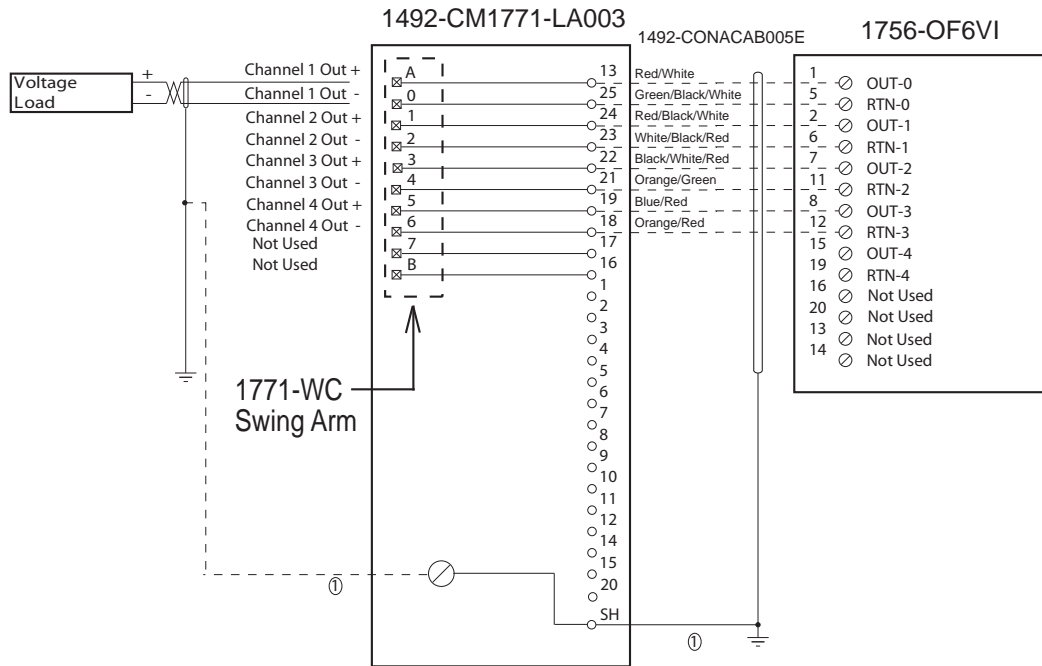 1492-CM1771-LA003
1492-CONACAB005E
1756-OF6VI
Voltage
Load
+
-
Channel 1 Out +
Channel 1 Out -
Channel 2 Out +
Channel 2 Out -
Channel 3 Out +
Channel 3 Out -
Channel 4 Out +
Channel 4 Out -
Not Used
Not Used
A
0
1
2
3
4
5
6
7
B
1771-WC
Swing Arm
13
25
24
23
22
21
19
18
17
16
1
2
3
4
5
6
7
8
9
10
11
12
14
15
20
SH
Red/White
Green/Black/White
Red/Black/White
White/Black/Red
Black/White/Red
Orange/Green
Blue/Red
Orange/Red
1 OUT-0
5 RTN-0
2 OUT-1
6 RTN-1
7 OUT-2
11 RTN-2
8 OUT-3
12 RTN-3
15 OUT-4
19 RTN-4
16 Not Used
20 Not Used
13 Not Used
14 Not Used
①
①